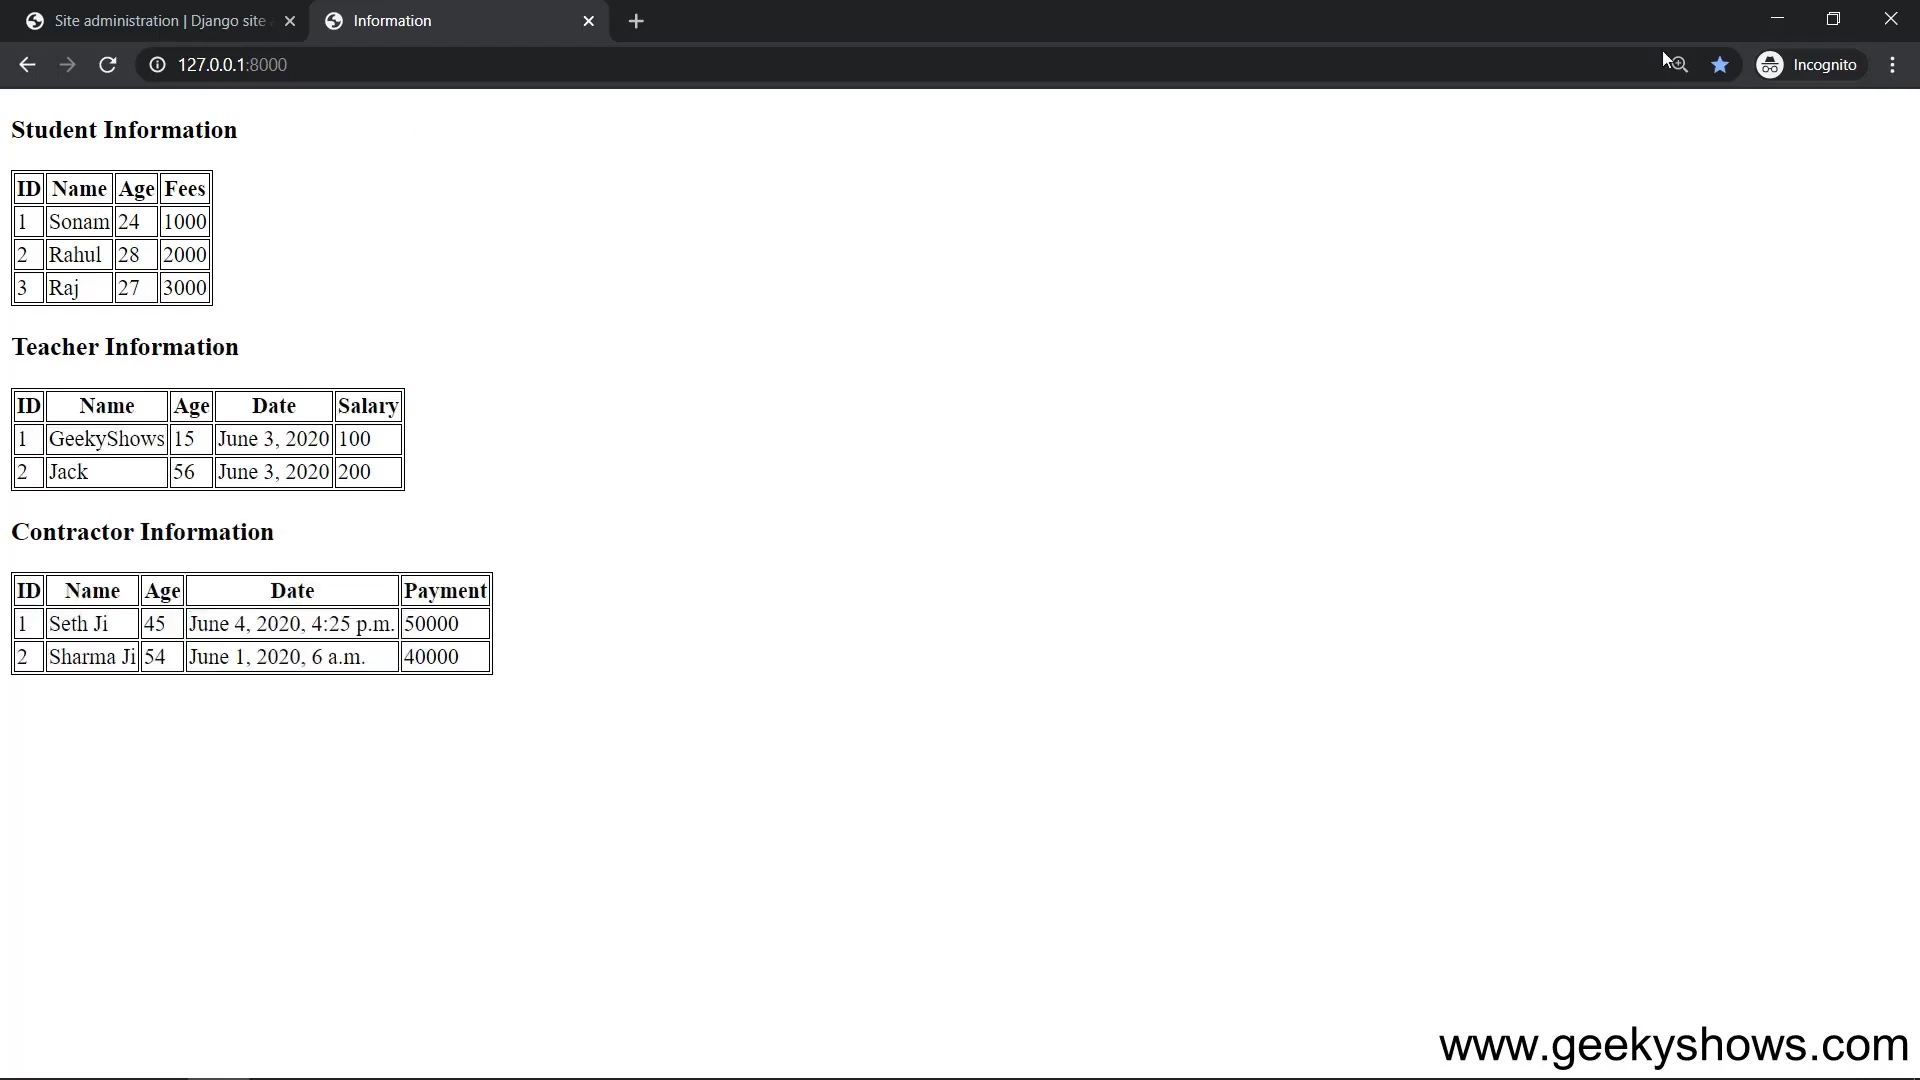 Site administration | Django site
Information
127.0.0.1:8000
Incognito
Student Information
ID Name Age Fees
1 Sonam 24 1000
2 Rahul 28 2000
3 Raj 27 3000
Teacher Information
ID Name Age Date Salary
1 GeekyShows 15 June 3, 2020 100
2 Jack 56 June 3, 2020 200
Contractor Information
ID Name Age Date Payment
1 Seth Ji 45 June 4, 2020, 4:25 p.m. 50000
2 Sharma Ji 54 June 1, 2020, 6 a.m. 40000
www.geekyshows.com